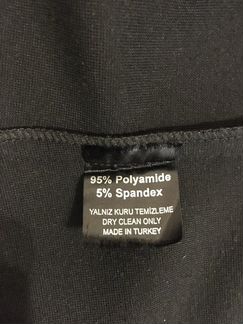 95% Polyamide
5% Spandex
YALNIZ KURU TEMİZLEME
DRY CLEAN ONLY
MADE IN TURKEY